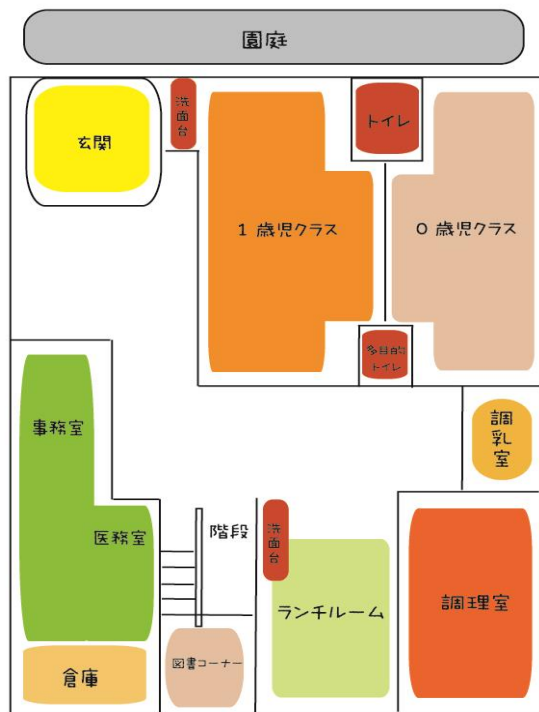 園庭
玄関
洗面台
トイレ
1 歳児クラス
0 歳児クラス
多目的
トイレ
調乳室
事務室
医務室
階段
洗面台
ランチルーム
調理室
図書コーナー
倉庫